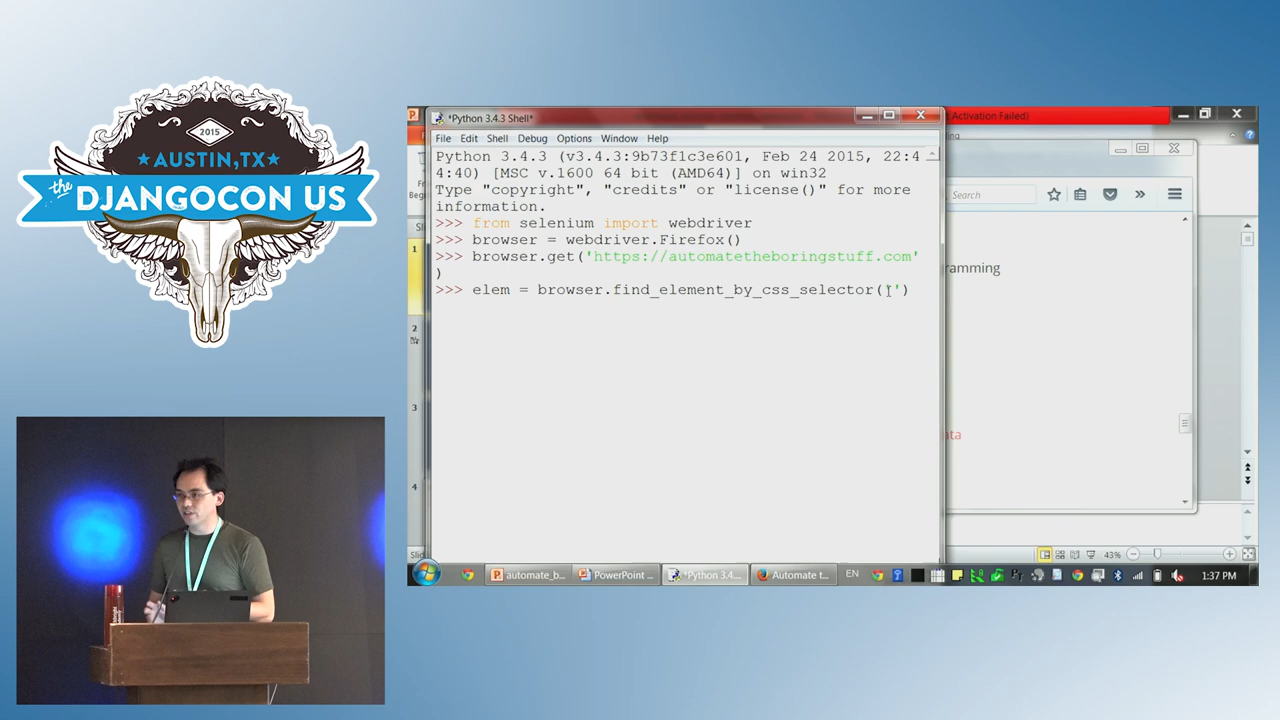 2015
AUSTIN,TX
the
DJANGOCON US
*Python 3.4.3 Shell*
File Edit Shell Debug Options Window Help
Python 3.4.3 (v3.4.3:9b73f1c3e601, Feb 24 2015, 22:4
4:40) [MSC v.1600 64 bit (AMD64)] on win32
Type "copyright", "credits" or "license()" for more
information.
>>> from selenium import webdriver
>>> browser = webdriver.Firefox()
>>> browser.get('https://automatetheboringstuff.com'
)
>>> elem = browser.find_element_by_css_selector('')
Activation Failed)
Search
ramming
1
2
3
4
43%
automate_b...
PowerPoint ...
*Python 3.4....
Automate t...
EN
1:37 PM